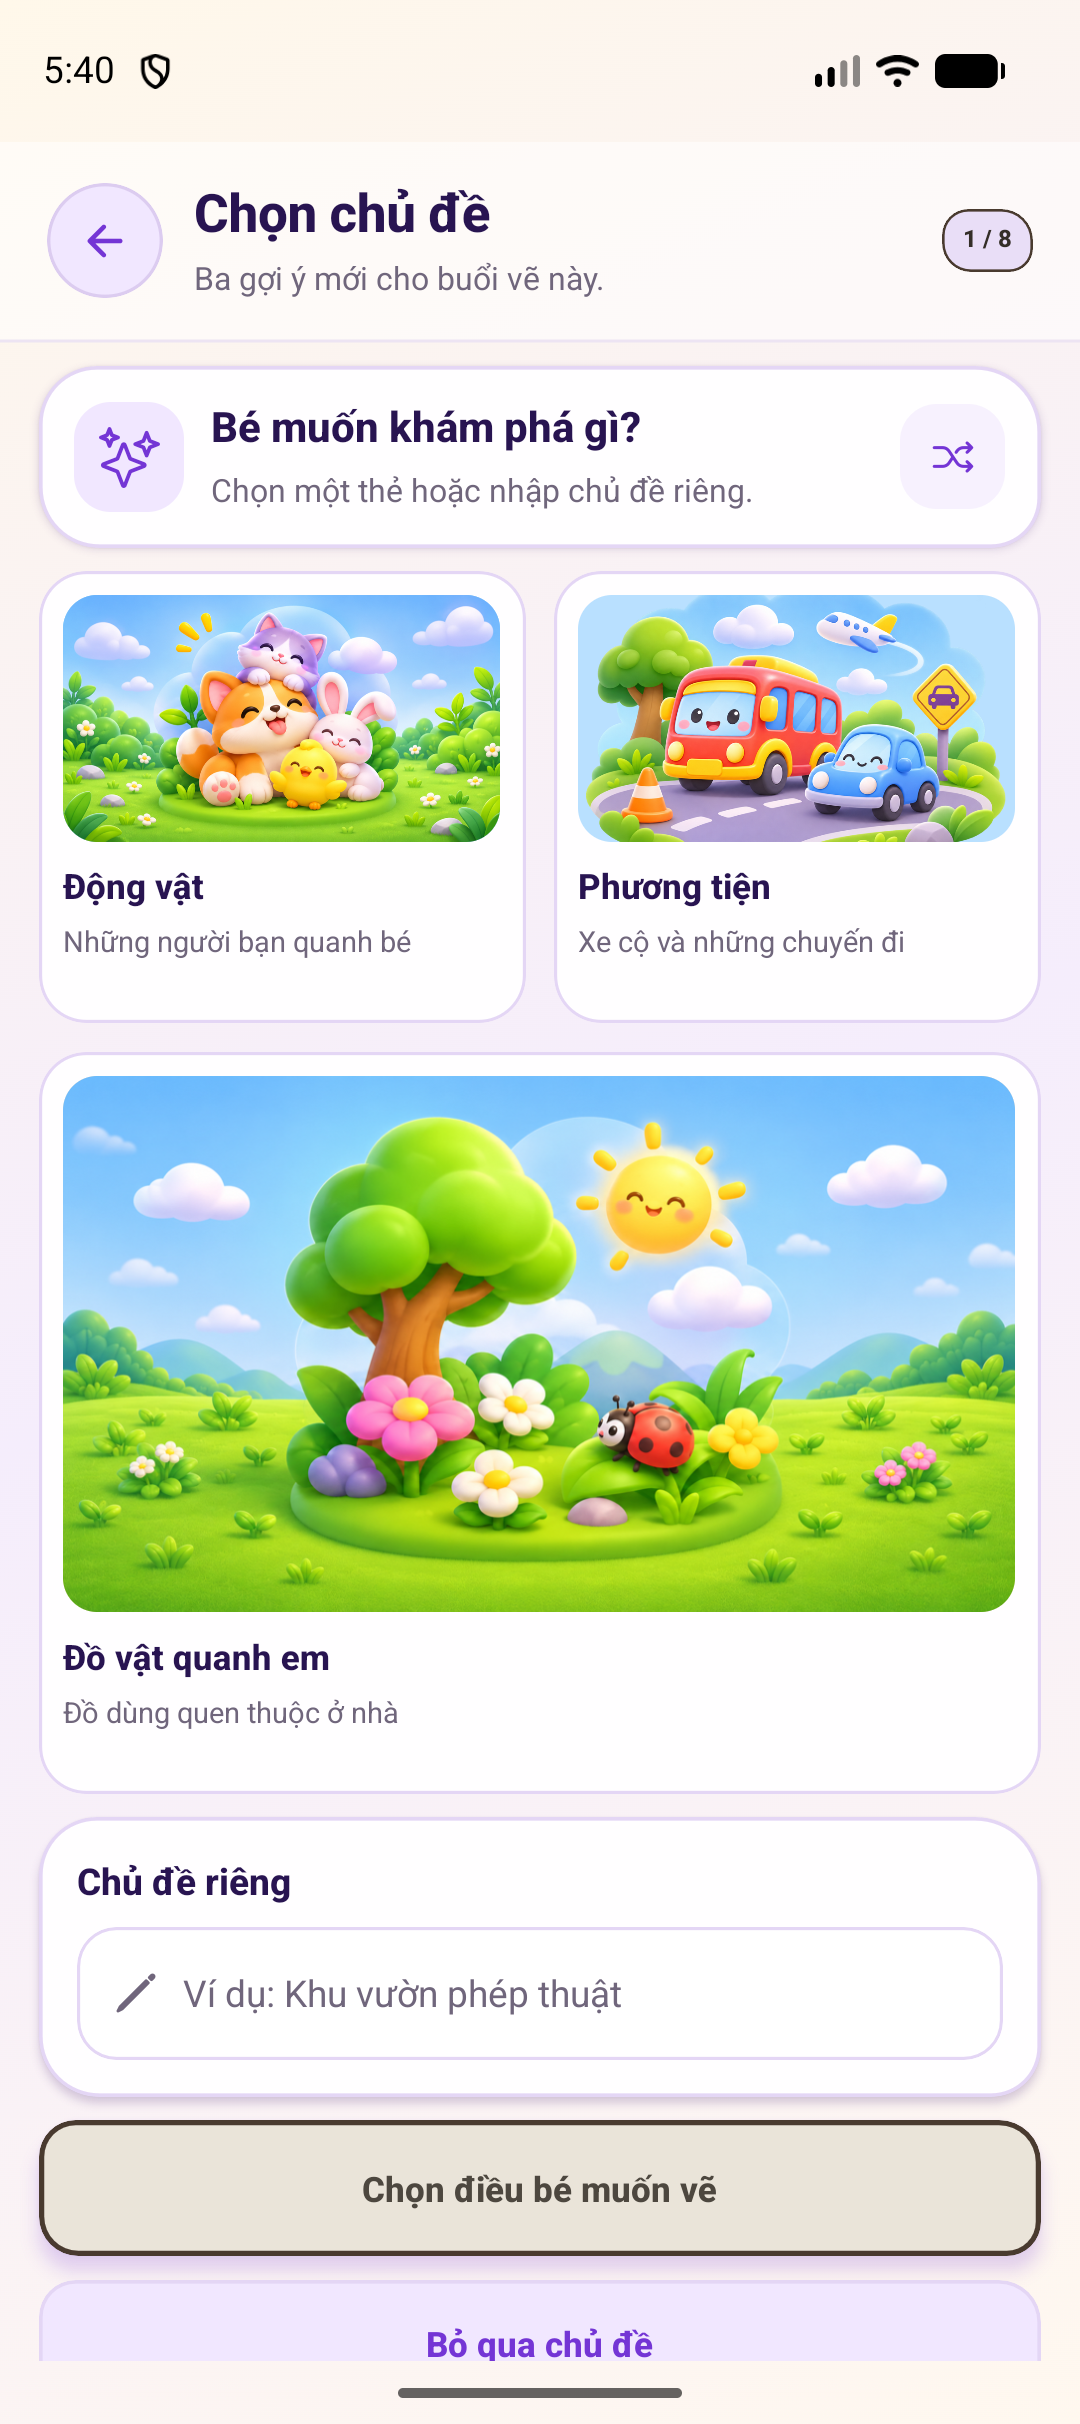 5:40
Chọn chủ đề
Ba gợi ý mới cho buổi vẽ này.
1 / 8
Bé muốn khám phá gì?
Chọn một thẻ hoặc nhập chủ đề riêng.
Động vật
Những người bạn quanh bé
Phương tiện
Xe cộ và những chuyến đi
Đồ vật quanh em
Đồ dùng quen thuộc ở nhà
Chủ đề riêng
Ví dụ: Khu vườn phép thuật
Chọn điều bé muốn vẽ
Bỏ qua chủ đề